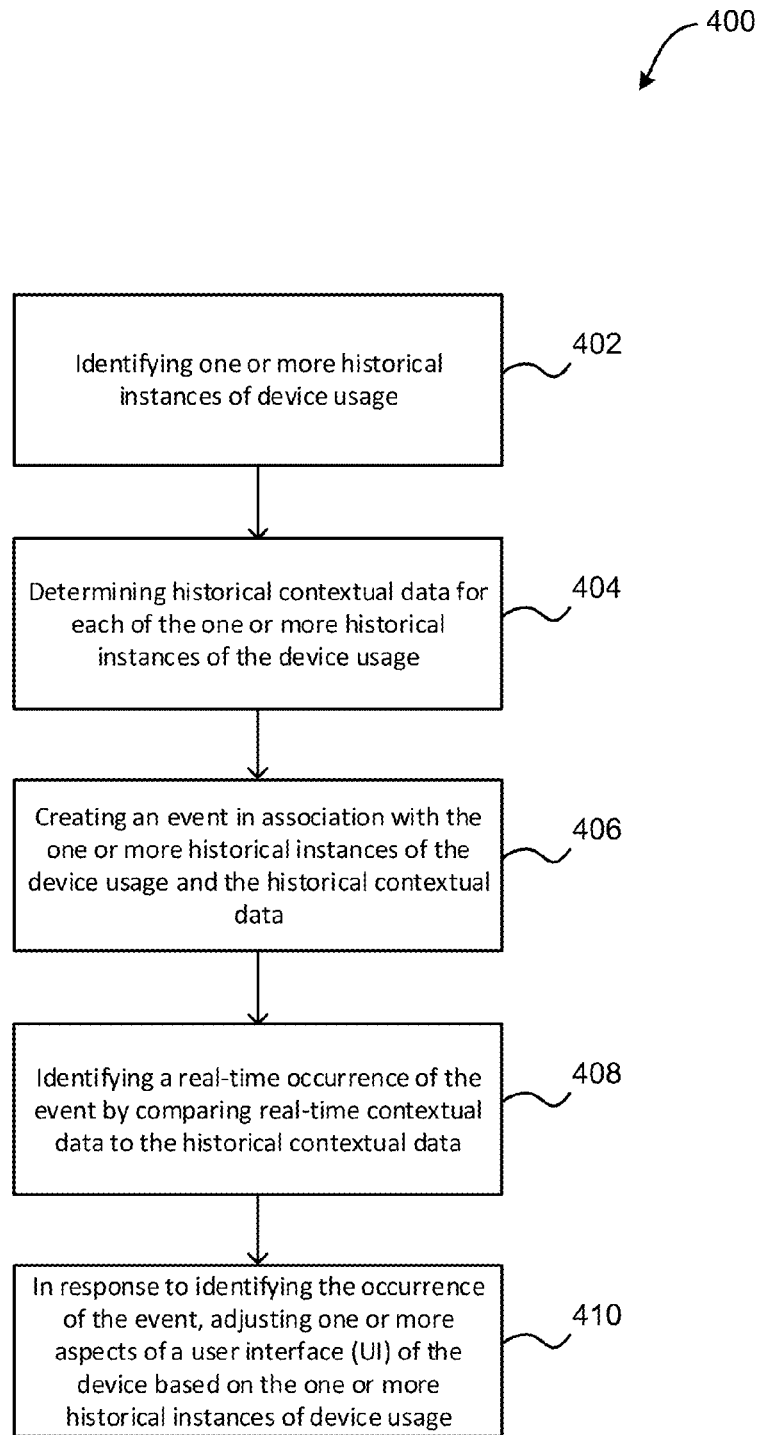 400
Identifying one or more historical
instances of device usage
402
Determining historical contextual data for
each of the one or more historical
instances of the device usage
404
Creating an event in association with the
one or more historical instances of the
device usage and the historical contextual
data
406
Identifying a real-time occurrence of the
event by comparing real-time contextual
data to the historical contextual data
408
In response to identifying the occurrence
of the event, adjusting one or more
aspects of a user interface (UI) of the
device based on the one or more
historical instances of device usage
410